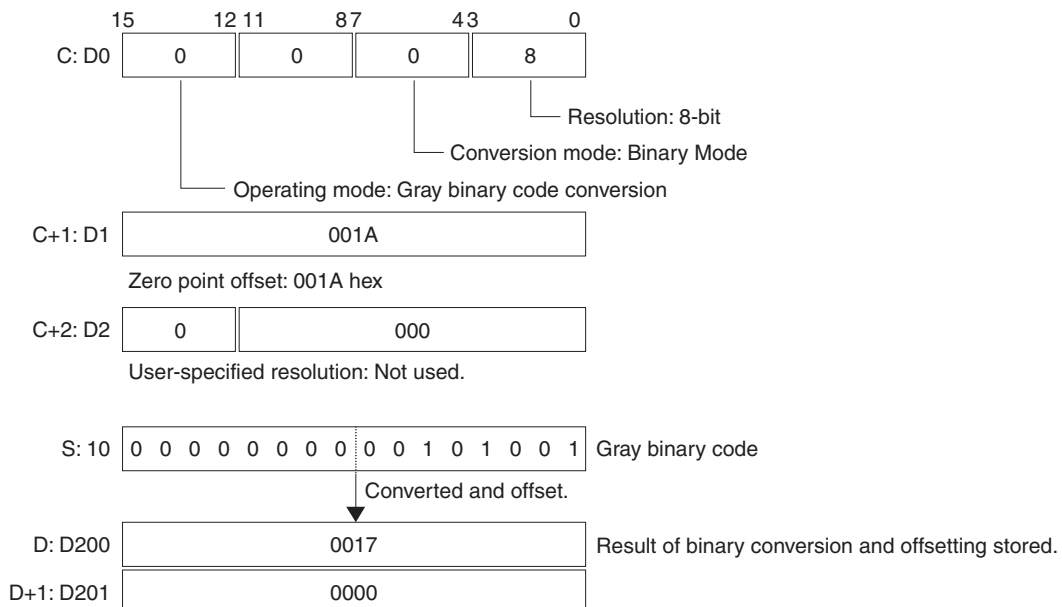 15 12 11 8 7 4 3 0
C: D0 0 0 0 8
Resolution: 8-bit
Conversion mode: Binary Mode
Operating mode: Gray binary code conversion
C+1: D1 001A
Zero point offset: 001A hex
C+2: D2 0 000
User-specified resolution: Not used.
S: 10 0 0 0 0 0 0 0 0 0 0 1 0 1 0 0 1 Gray binary code
Converted and offset.
D: D200 0017 Result of binary conversion and offsetting stored.
D+1: D201 0000